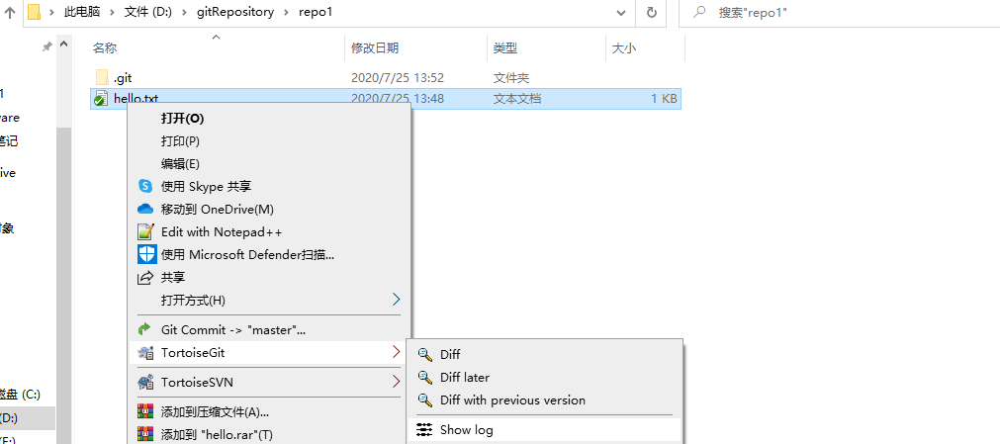 此电脑 › 文件 (D:) › gitRepository › repo1
搜索"repo1"
名称 修改日期 类型 大小
.git 2020/7/25 13:52 文件夹
hello.txt 2020/7/25 13:48 文本文档 1 KB
打开(O)
打印(P)
编辑(E)
使用 Skype 共享
移动到 OneDrive(M)
Edit with Notepad++
使用 Microsoft Defender扫描...
共享
打开方式(H)
Git Commit -> "master"...
TortoiseGit
TortoiseSVN
添加到压缩文件(A)...
添加到 "hello.rar"(T)
Diff
Diff later
Diff with previous version
Show log
1
ware
笔记
ive
对象
磁盘 (C:)
(D:)
(E:)